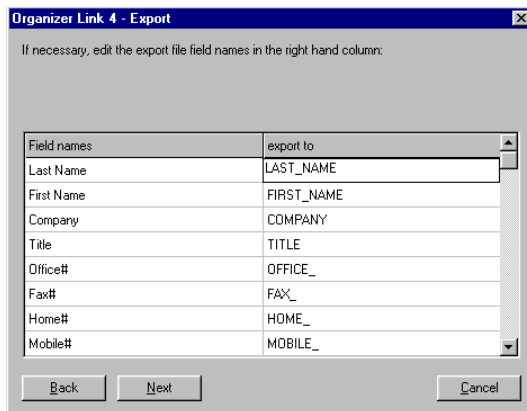 Organizer Link 4 - Export
If necessary, edit the export file field names in the right hand column:
Field names export to
Last Name LAST_NAME
First Name FIRST_NAME
Company COMPANY
Title TITLE
Office# OFFICE_
Fax# FAX_
Home# HOME_
Mobile# MOBILE_
Back Next Cancel